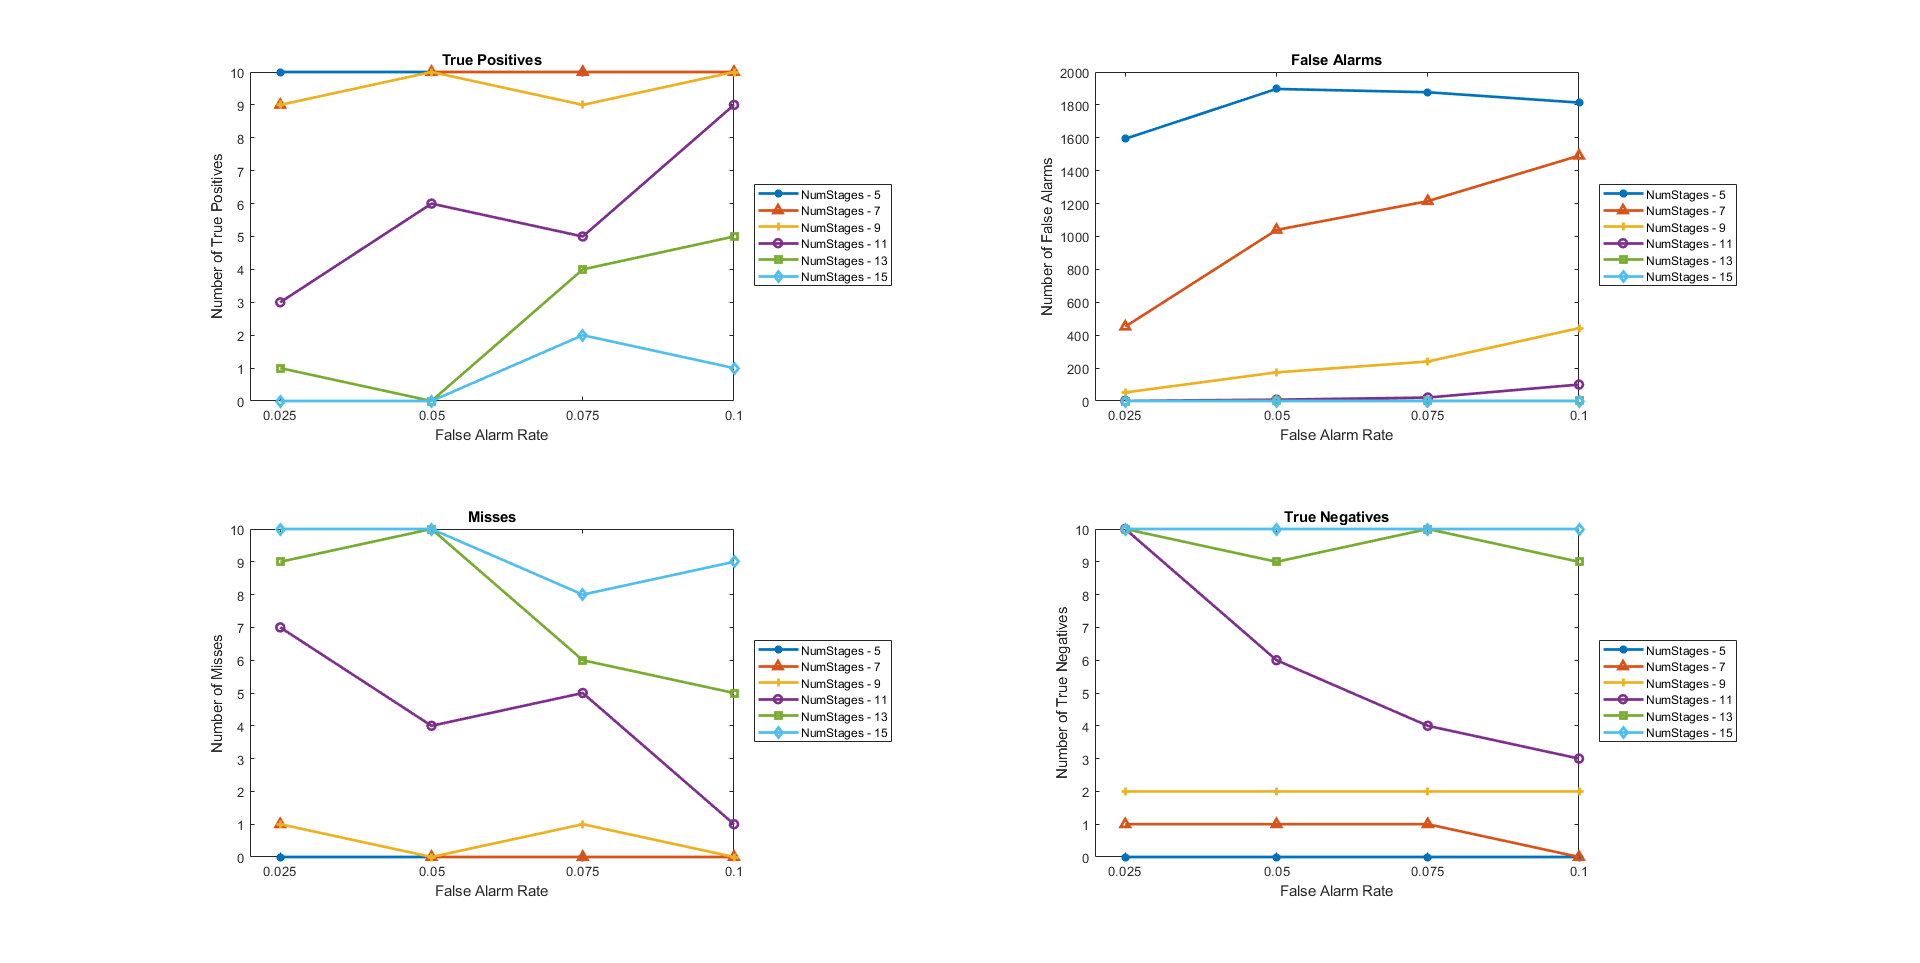 True Positives
10
9
8
7
6
5
4
3
2
1
0
Number of True Positives
0.025 0.05 0.075 0.1
False Alarm Rate
NumStages - 5
NumStages - 7
NumStages - 9
NumStages - 11
NumStages - 13
NumStages - 15
False Alarms
2000
1800
1600
1400
1200
1000
800
600
400
200
0
Number of False Alarms
0.025 0.05 0.075 0.1
False Alarm Rate
NumStages - 5
NumStages - 7
NumStages - 9
NumStages - 11
NumStages - 13
NumStages - 15
Misses
10
9
8
7
6
5
4
3
2
1
0
Number of Misses
0.025 0.05 0.075 0.1
False Alarm Rate
NumStages - 5
NumStages - 7
NumStages - 9
NumStages - 11
NumStages - 13
NumStages - 15
True Negatives
10
9
8
7
6
5
4
3
2
1
0
Number of True Negatives
0.025 0.05 0.075 0.1
False Alarm Rate
NumStages - 5
NumStages - 7
NumStages - 9
NumStages - 11
NumStages - 13
NumStages - 15